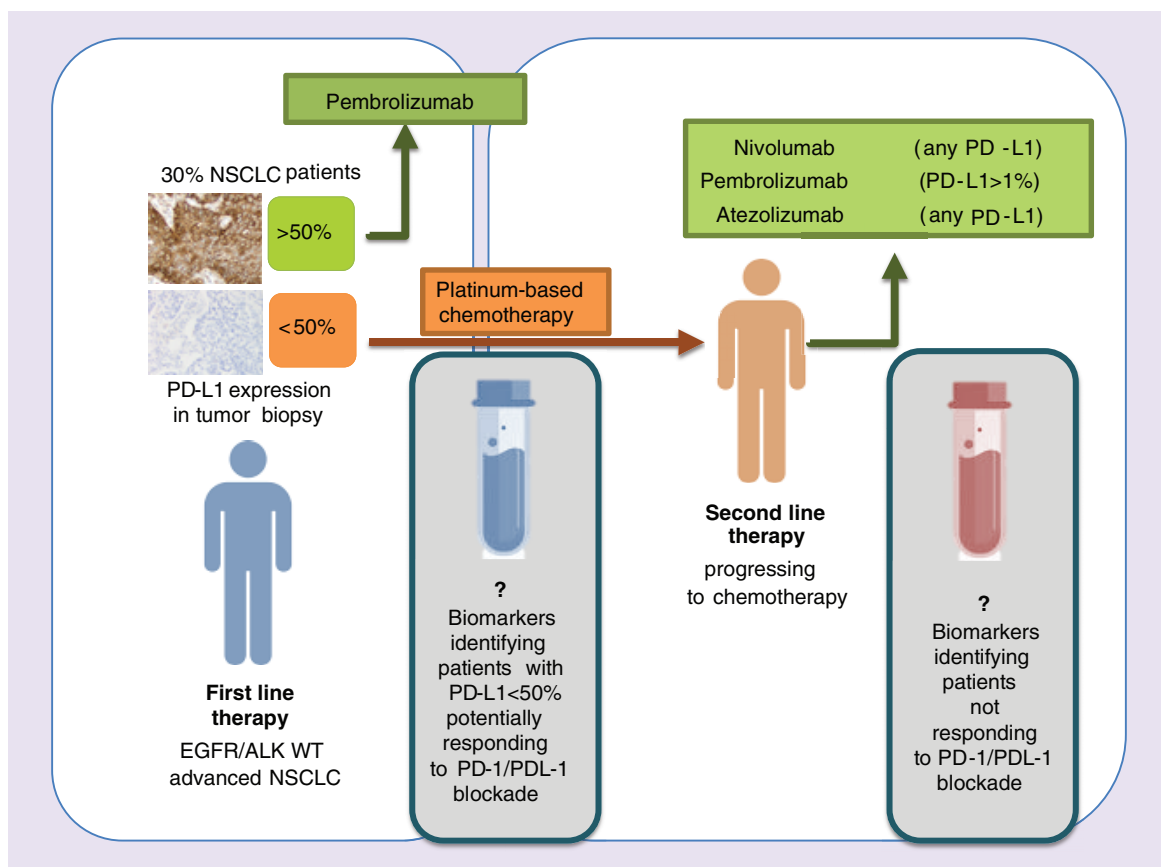 Pembrolizumab
30% NSCLC patients
>50%
<50%
PD-L1 expression
in tumor biopsy
First line
therapy
EGFR/ALK WT
advanced NSCLC
Platinum-based
chemotherapy
?
Biomarkers
identifying
patients with
PD-L1<50%
potentially
responding
to PD-1/PDL-1
blockade
Nivolumab (any PD -L1)
Pembrolizumab (PD-L1>1%)
Atezolizumab (any PD-L1)
Second line
therapy
progressing
to chemotherapy
?
Biomarkers
identifying
patients
not
responding
to PD-1/PDL-1
blockade